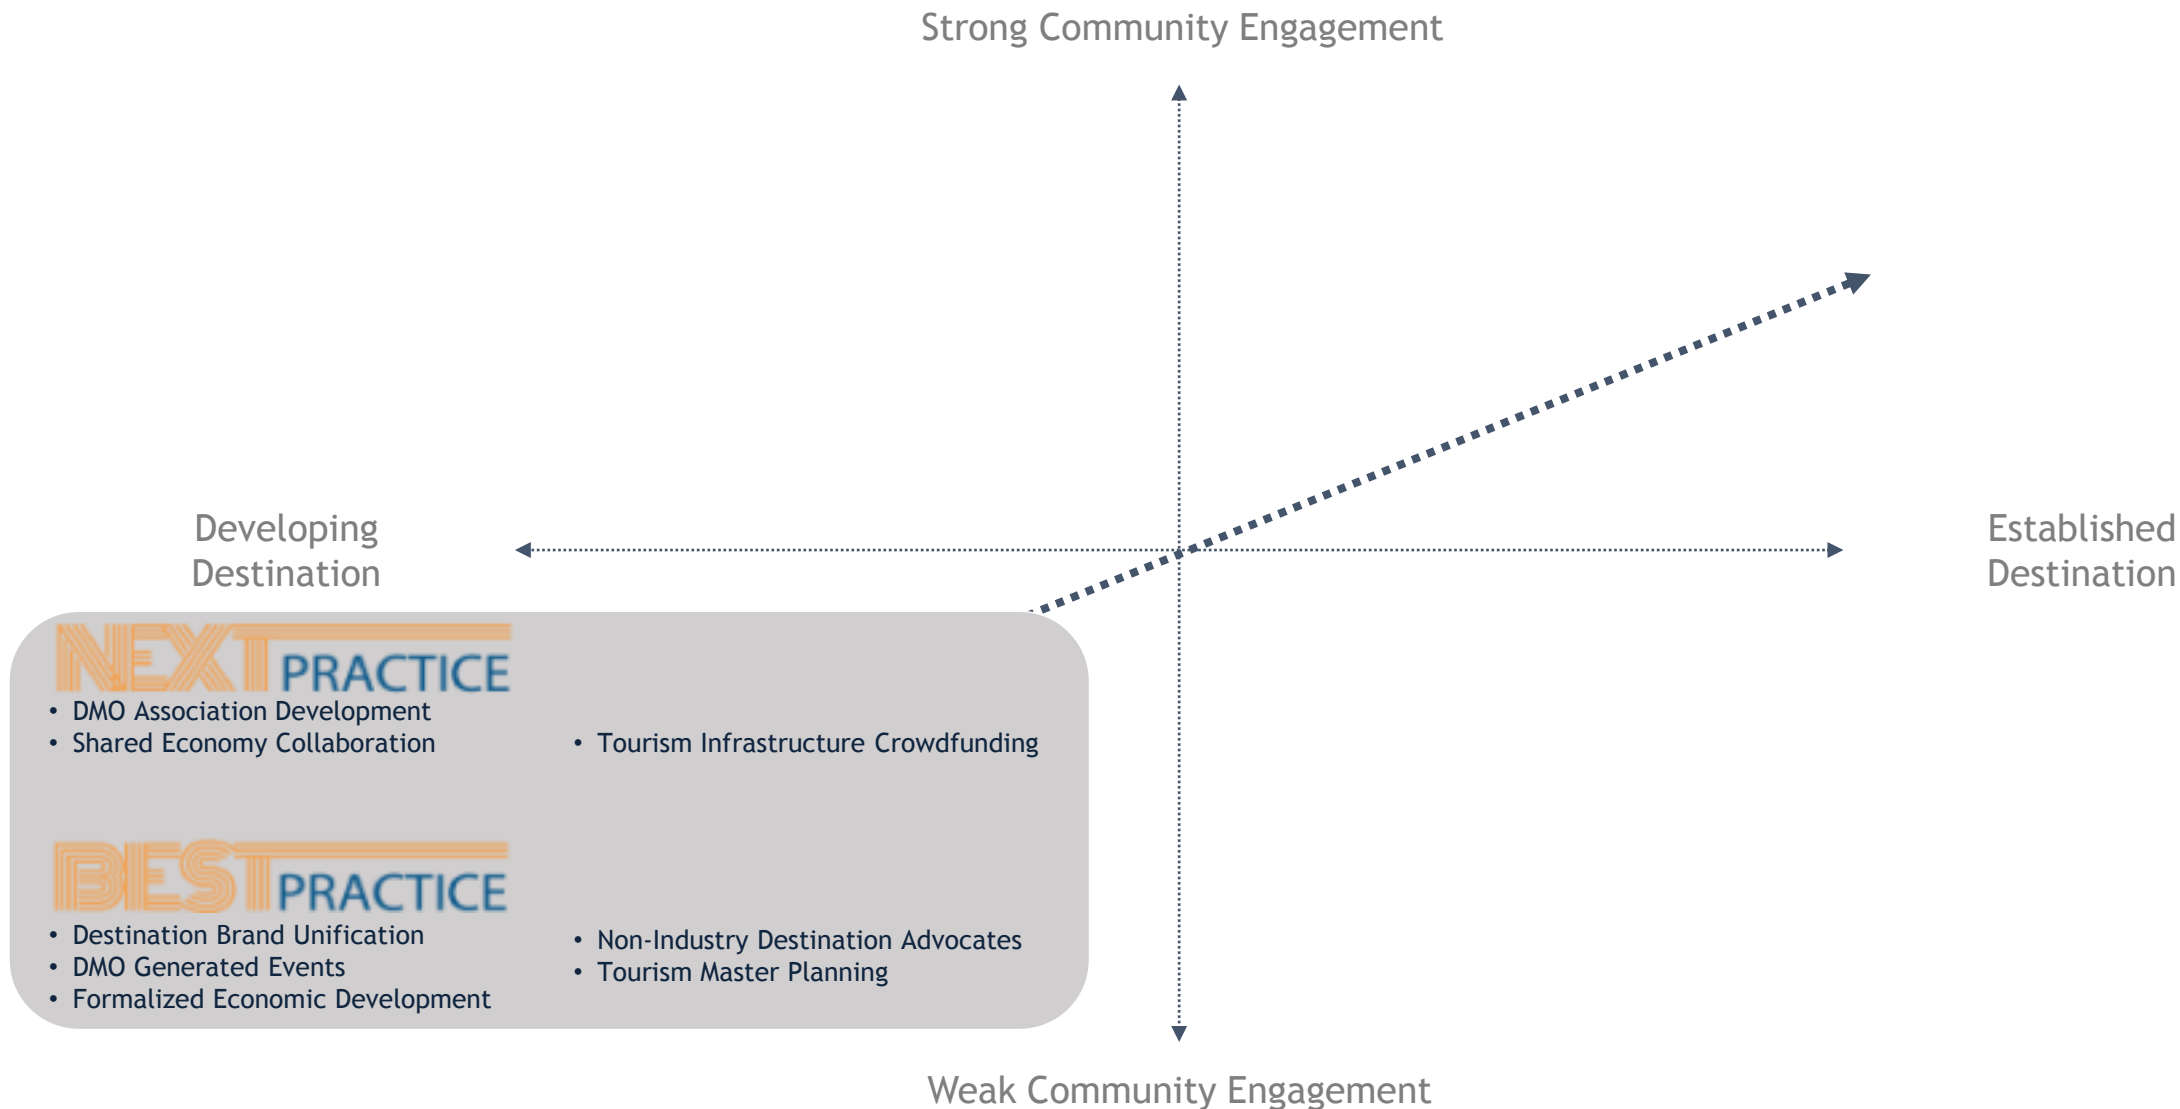 Strong Community Engagement
Developing
Destination
Established
Destination
NEXT PRACTICE
• DMO Association Development
• Shared Economy Collaboration
• Tourism Infrastructure Crowdfunding
BEST PRACTICE
• Destination Brand Unification
• DMO Generated Events
• Formalized Economic Development
• Non-Industry Destination Advocates
• Tourism Master Planning
Weak Community Engagement